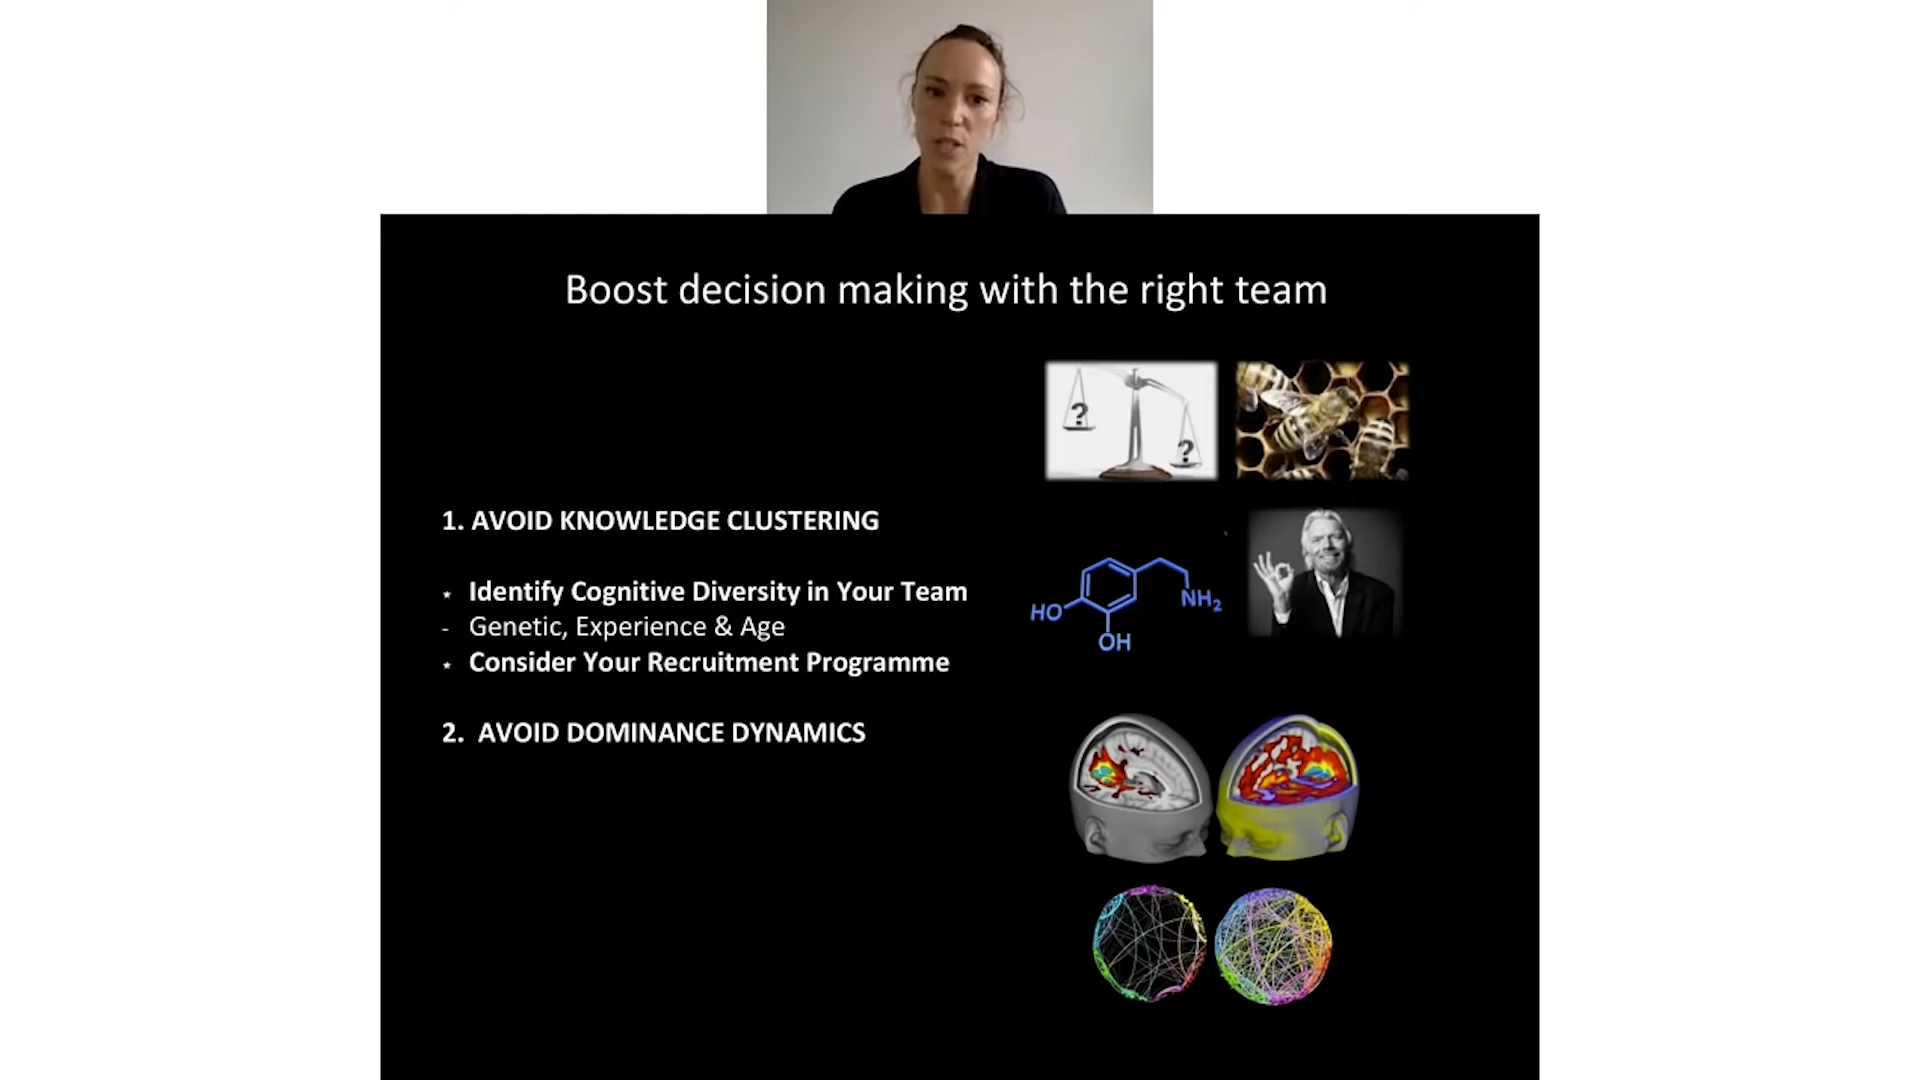 Boost decision making with the right team
?
?
1. AVOID KNOWLEDGE CLUSTERING
⋆ Identify Cognitive Diversity in Your Team
- Genetic, Experience & Age
⋆ Consider Your Recruitment Programme
2. AVOID DOMINANCE DYNAMICS
HO
OH
NH₂